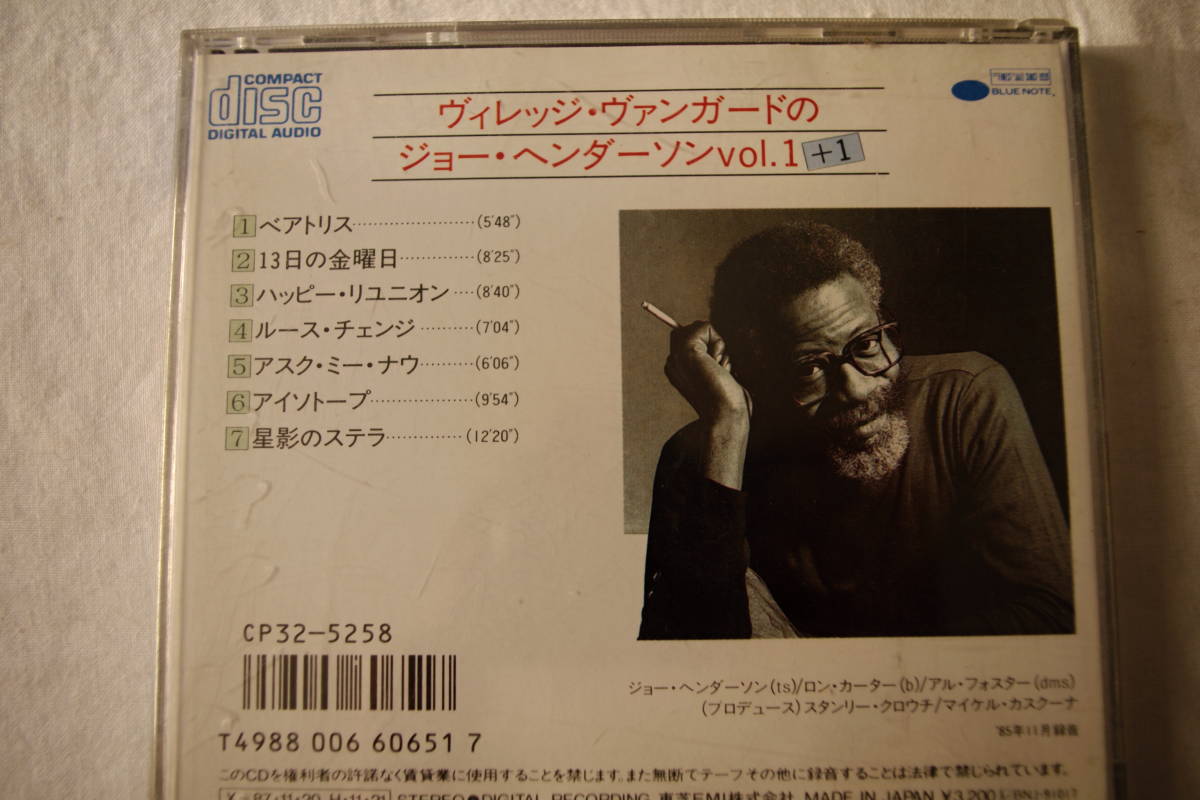 COMPACT
disc
DIGITAL AUDIO
BLUE NOTE
ヴィレッジ・ヴァンガードの
ジョー・ヘンダーソンvol.1 +1
1 ベアトリス…………………(5'48")
2 13日の金曜日…………(8'25")
3 ハッピー・リユニオン…(8'40")
4 ルース・チェンジ………(7'04")
5 アスク・ミー・ナウ………(6'06")
6 アイソトープ………………(9'54")
7 星影のステラ…………(12'20")
CP32-5258
T4988 006 60651 7
ジョー・ヘンダーソン(ts)/ロン・カーター(b)/アル・フォスター(dms)
(プロデュース)スタンリー・クロウチ/マイケル・カスクーナ
'85年11月録音
このCDを権利者の許諾なく賃貸業に使用することを禁じます。また無断でテープその他に録音することは法律で禁じられています。
X-87・11・20 H・11・21 STEREO●DIGITAL RECORDING 東芝EMI株式会社 MADE IN JAPAN ¥3,200